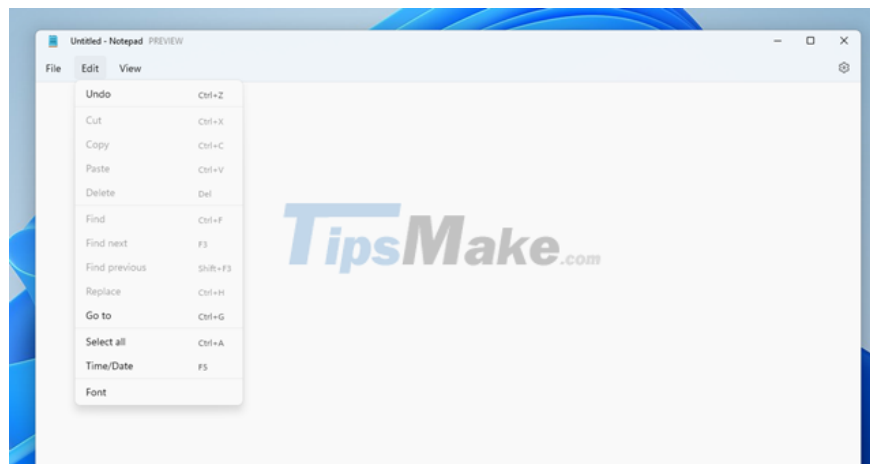 Untitled - Notepad PREVIEW
File Edit View
Undo Ctrl+Z
Cut Ctrl+X
Copy Ctrl+C
Paste Ctrl+V
Delete Del
Find Ctrl+F
Find next F3
Find previous Shift+F3
Replace Ctrl+H
Go to Ctrl+G
Select all Ctrl+A
Time/Date F5
Font
TipsMake.com